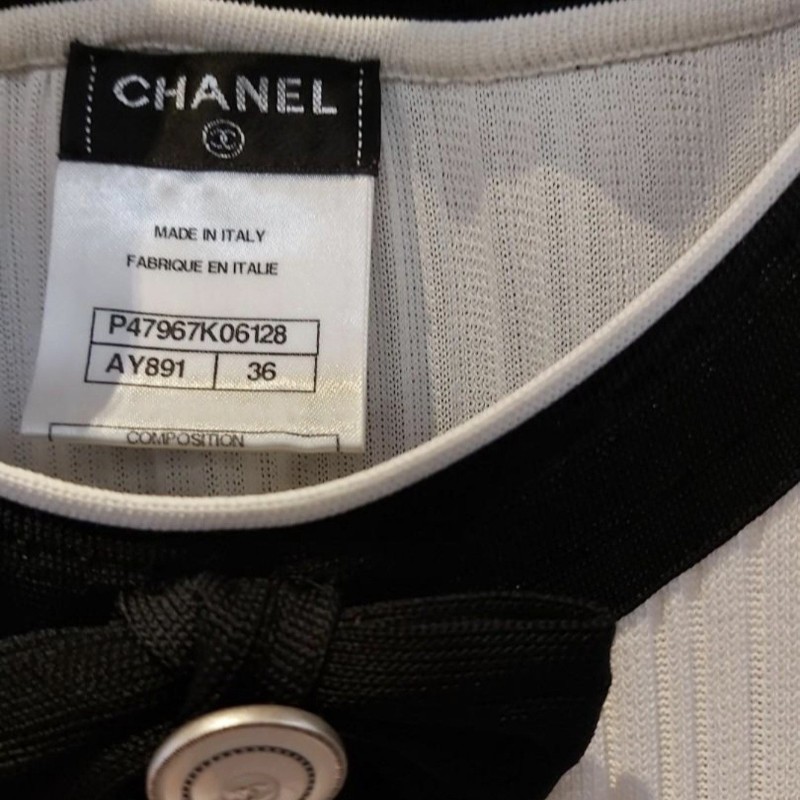 CHANEL
MADE IN ITALY
FABRIQUE EN ITALIE
P47967K06128
AY891 36
COMPOSITION